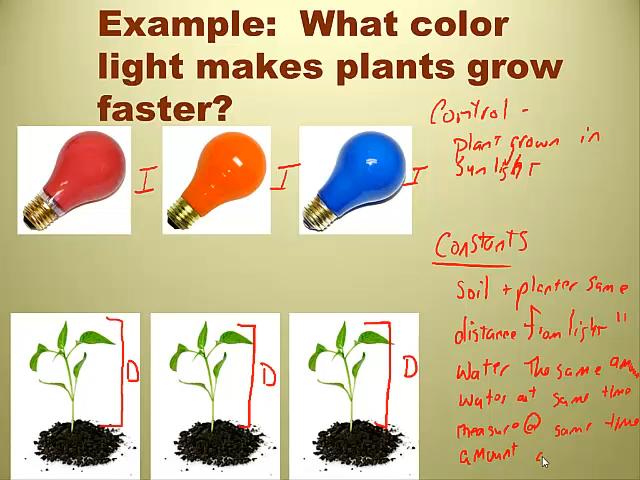 Example: What color
light makes plants grow
faster?
Control -
plant grown in
sunlight
I
I
I
Constants
Soil + planter same
distance from light "
Water the same amount
Water at same time
measure @ same time
amount
D
D
D